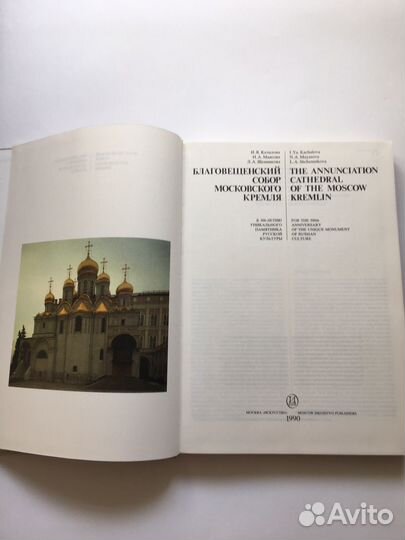 И.Я. Качалова
Н.А. Маясова
Л.А. Щенникова
БЛАГОВЕЩЕНСКИЙ
СОБОР
МОСКОВСКОГО
КРЕМЛЯ
К 500-ЛЕТИЮ
УНИКАЛЬНОГО
ПАМЯТНИКА
РУССКОЙ
КУЛЬТУРЫ
I.Ya. Kachalova
N.A. Mayasova
L.A. Shchennikova
THE ANNUNCIATION
CATHEDRAL
OF THE MOSCOW
KREMLIN
FOR THE 500th
ANNIVERSARY
OF THE UNIQUE MONUMENT
OF RUSSIAN
CULTURE
МОСКВА «ИСКУССТВО»
MOSCOW ISKUSSTVO PUBLISHERS
1990
Avito